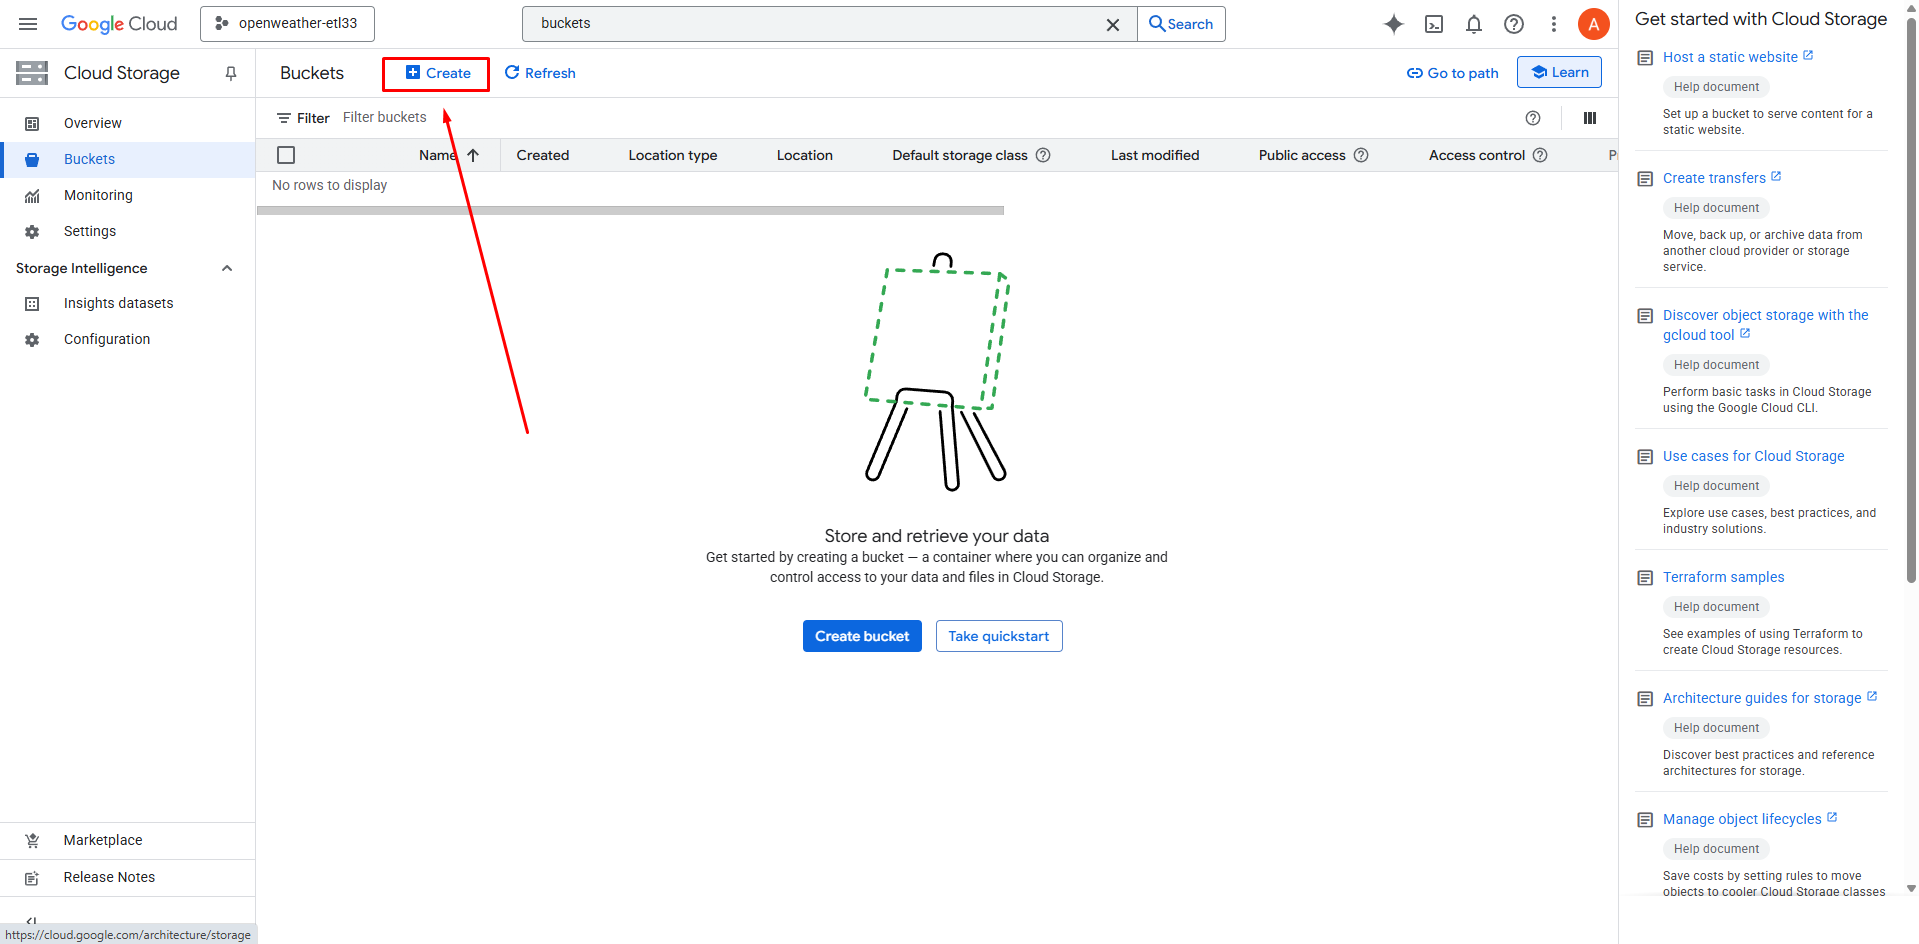 Google Cloud
openweather-etl33
buckets
Search
A
Cloud Storage
Overview
Buckets
Monitoring
Settings
Storage Intelligence
Insights datasets
Configuration
Marketplace
Release Notes
https://cloud.google.com/architecture/storage
Buckets
Create
Refresh
Go to path
Learn
Filter
Filter buckets
Name
Created
Location type
Location
Default storage class
Last modified
Public access
Access control
No rows to display
Store and retrieve your data
Get started by creating a bucket — a container where you can organize and
control access to your data and files in Cloud Storage.
Create bucket
Take quickstart
Get started with Cloud Storage
Host a static website
Help document
Set up a bucket to serve content for a
static website.
Create transfers
Help document
Move, back up, or archive data from
another cloud provider or storage
service.
Discover object storage with the
gcloud tool
Help document
Perform basic tasks in Cloud Storage
using the Google Cloud CLI.
Use cases for Cloud Storage
Help document
Explore use cases, best practices, and
industry solutions.
Terraform samples
Help document
See examples of using Terraform to
create Cloud Storage resources.
Architecture guides for storage
Help document
Discover best practices and reference
architectures for storage.
Manage object lifecycles
Help document
Save costs by setting rules to move
objects to cooler Cloud Storage classes